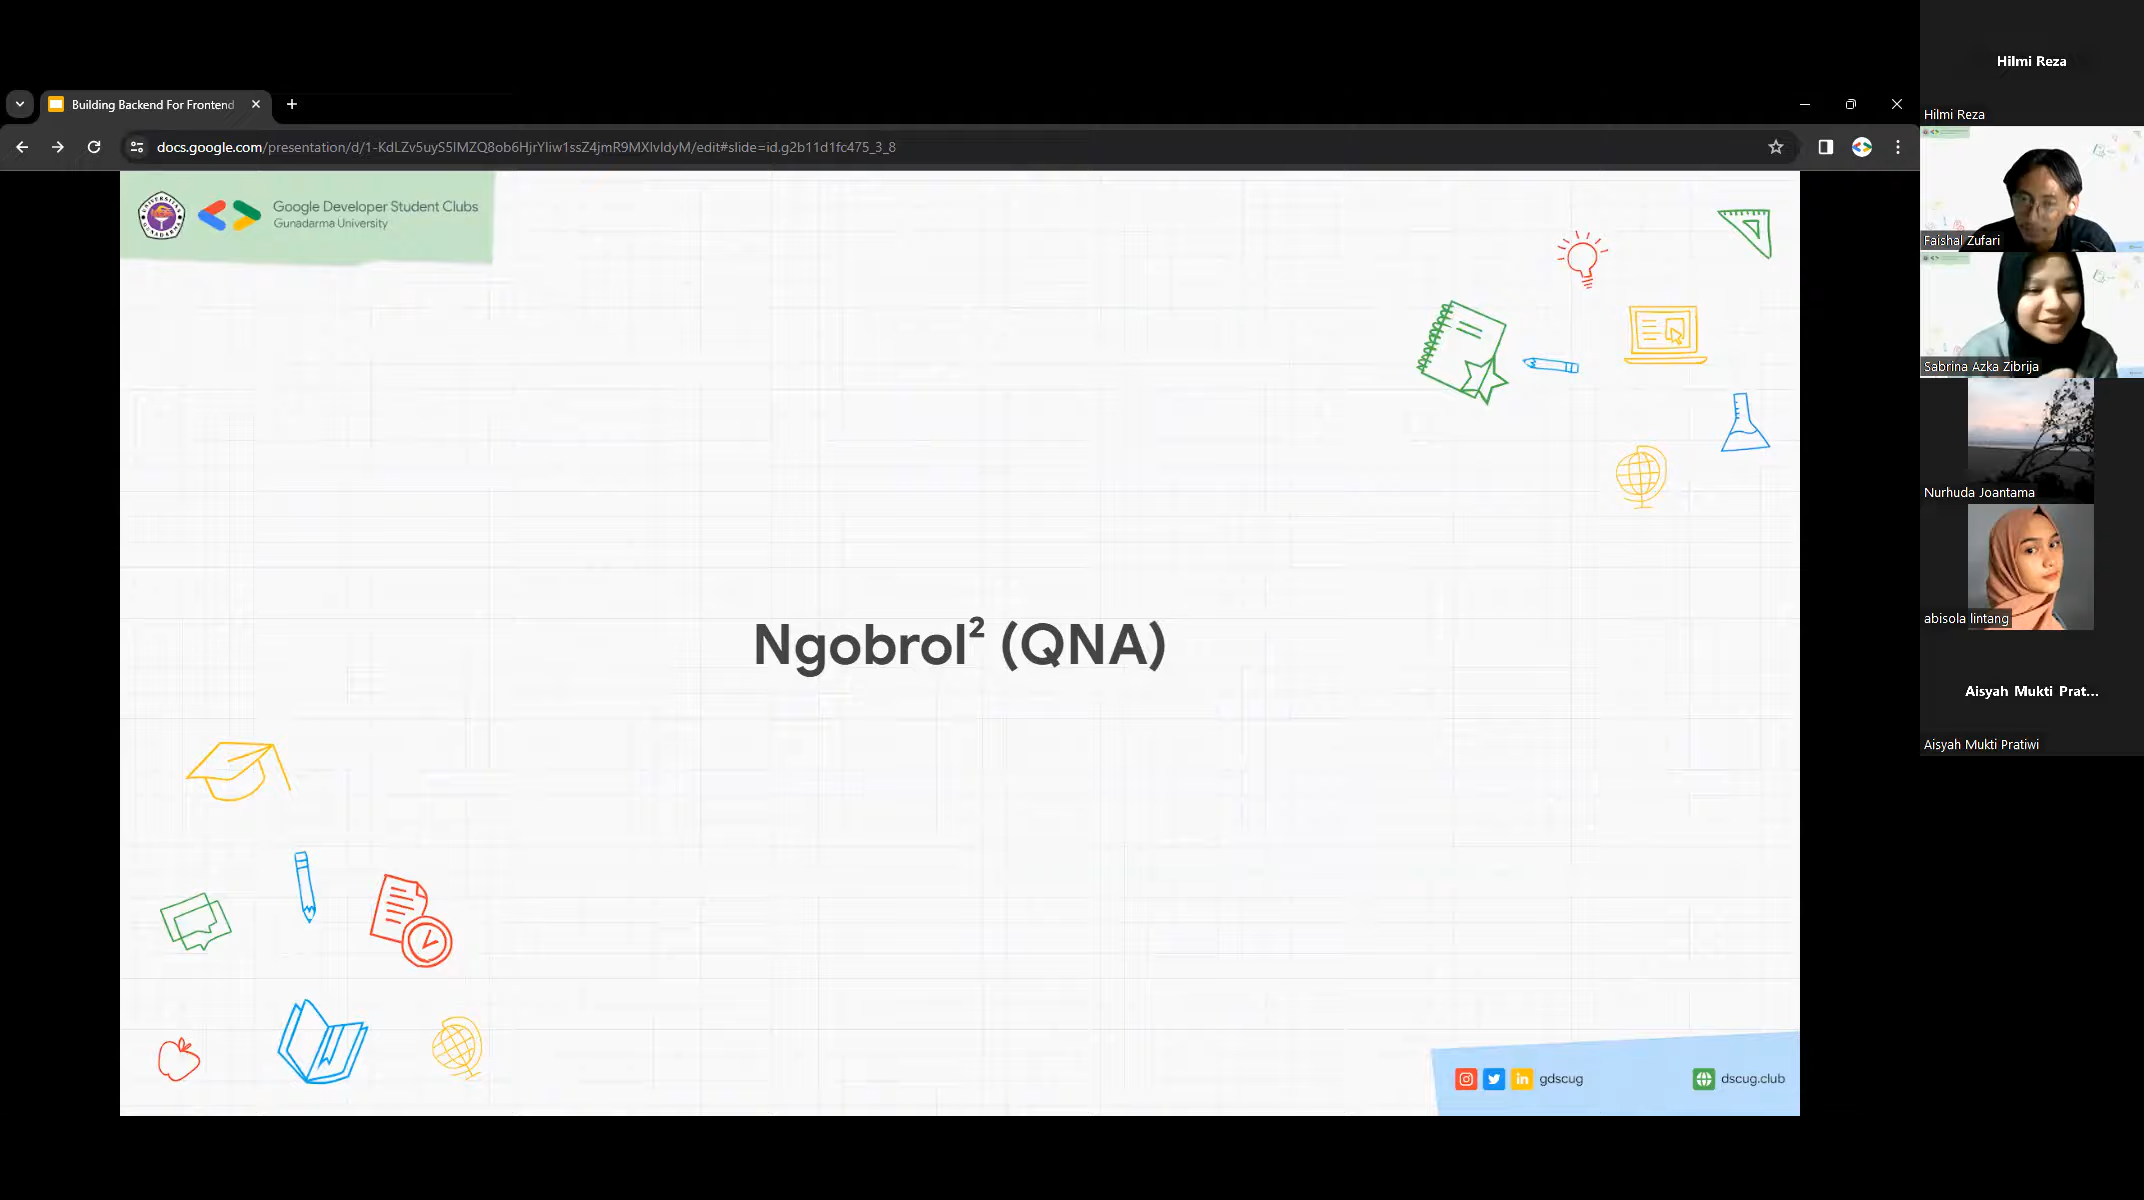 Building Backend For Frontend
docs.google.com/presentation/d/1-KdLZv5uyS5lMZQ8ob6HjrYliw1ssZ4jmR9MXlvldyM/edit#slide=id.g2b11d1fc475_3_8
Google Developer Student Clubs
Gunadarma University
Ngobrol² (QNA)
gdscug
dscug.club
Hilmi Reza
Hilmi Reza
Faishal Zufari
Sabrina Azka Zibrija
Nurhuda Joantama
abisola lintang
Aisyah Mukti Prat...
Aisyah Mukti Pratiwi